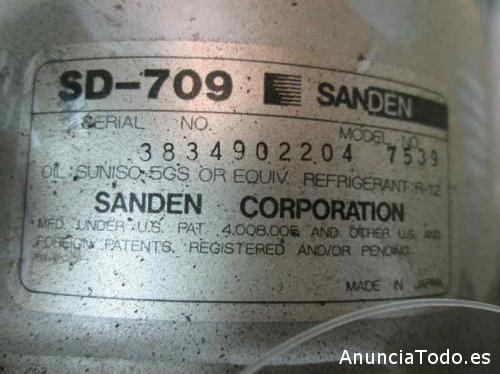 SD-709 SANDEN
SERIAL NO. MODEL NO.
3834902204 7539
OIL: SUNISO 5GS OR EQUIV. REFRIGERANT: R-12
SANDEN CORPORATION
MFD. UNDER U.S. PAT. 4.008.005 AND OTHER U.S. AND
FOREIGN PATENTS, REGISTERED AND/OR PENDING
MADE IN JAPAN
AnunciaTodo.es